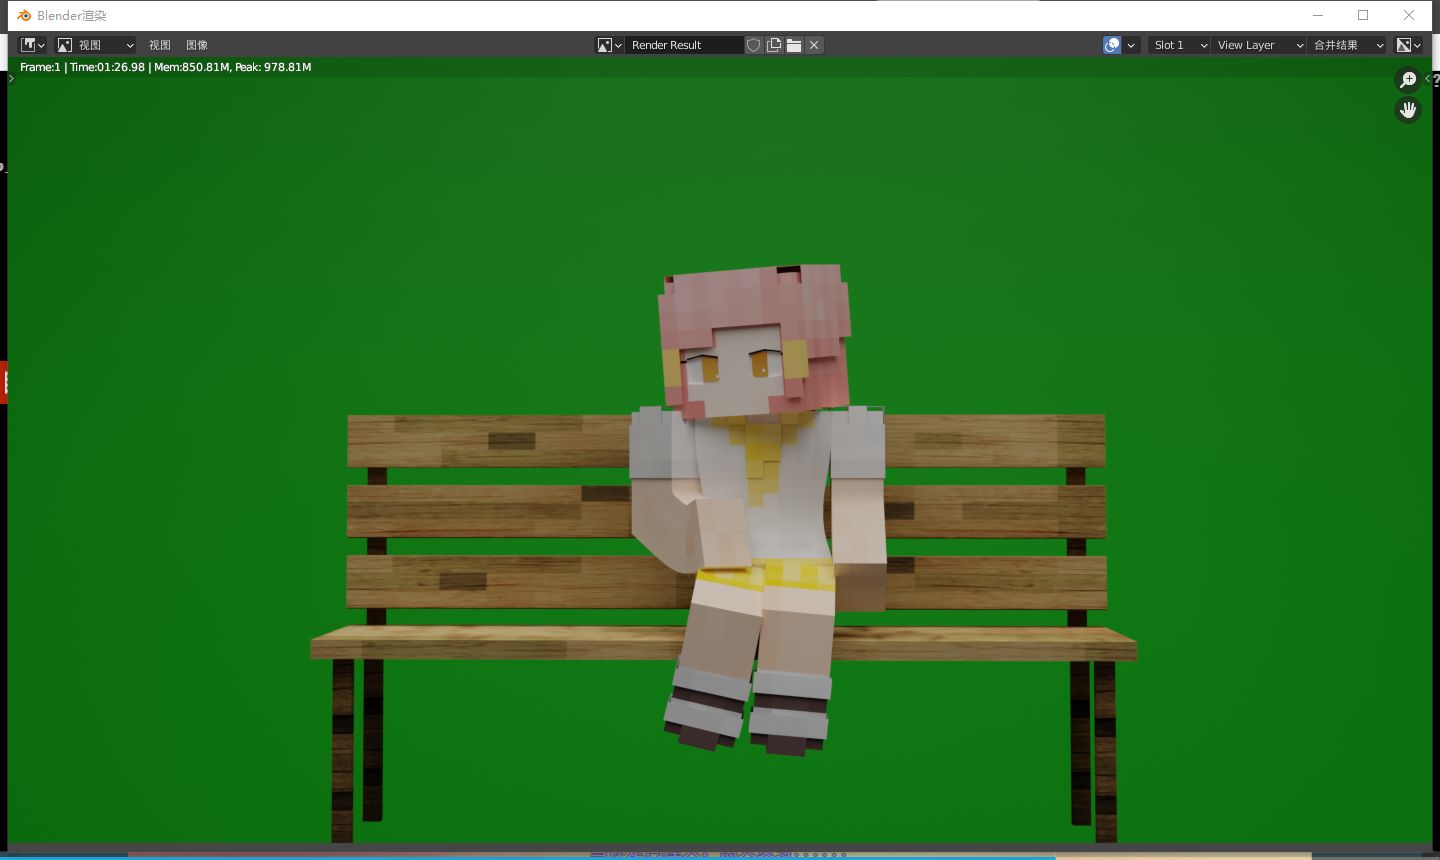 Blender渲染
视图 视图 图像 Render Result Slot 1 View Layer 合并结果
Frame:1 | Time:01:26.98 | Mem:850.81M, Peak: 978.81M